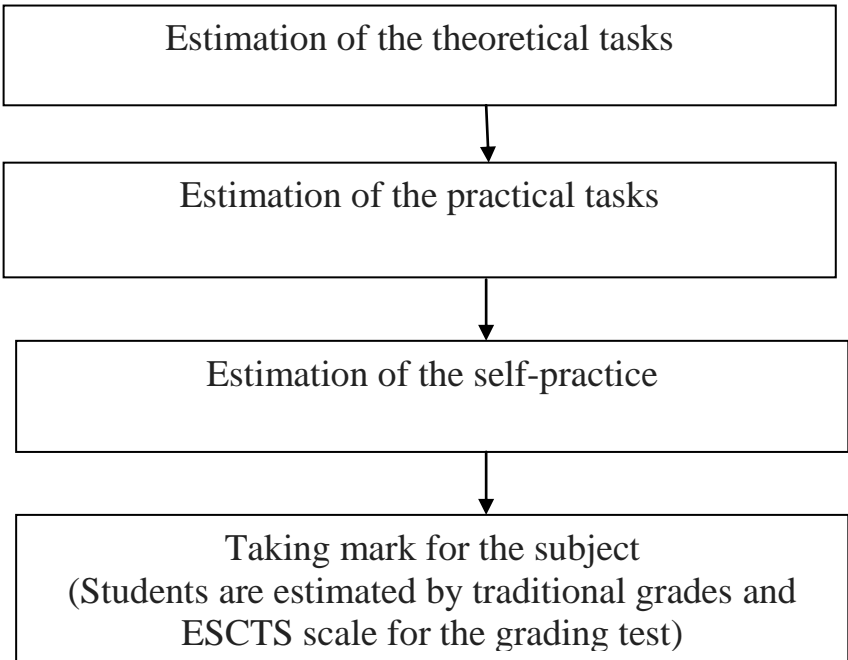 Estimation of the theoretical tasks
Estimation of the practical tasks
Estimation of the self-practice
Taking mark for the subject
(Students are estimated by traditional grades and
ESCTS scale for the grading test)